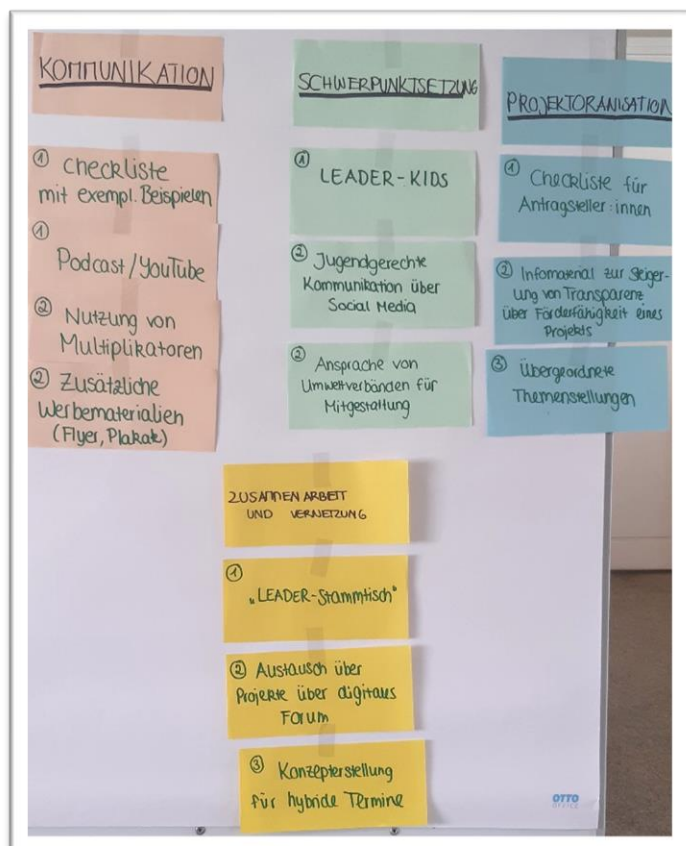 KOMMUNIKATION
① Checkliste
mit exempl. Beispielen
①
Podcast/YouTube
② Nutzung von
Multiplikatoren
② Zusätzliche
Werbematerialien
(Flyer, Plakate)
SCHWERPUNKTSETZUNG
① LEADER-KIDS
② Jugendgerechte
Kommunikation über
Social Media
② Ansprache von
Umweltverbänden für
Mitgestaltung
PROJEKTORANISATION
① Checkliste für
Antragsteller:innen
② Infomaterial zur Steiger-
ung von Transparenz
über Förderfähigkeit eines
Projekts
③ Übergeordnete
Themenstellungen
ZUSAMMENARBEIT
UND VERNETZUNG
①
„LEADER-Stammtisch"
② Austausch über
Projekte über digitales
Forum
③ Konzepterstellung
für hybride Termine
OTTO
OFFICE